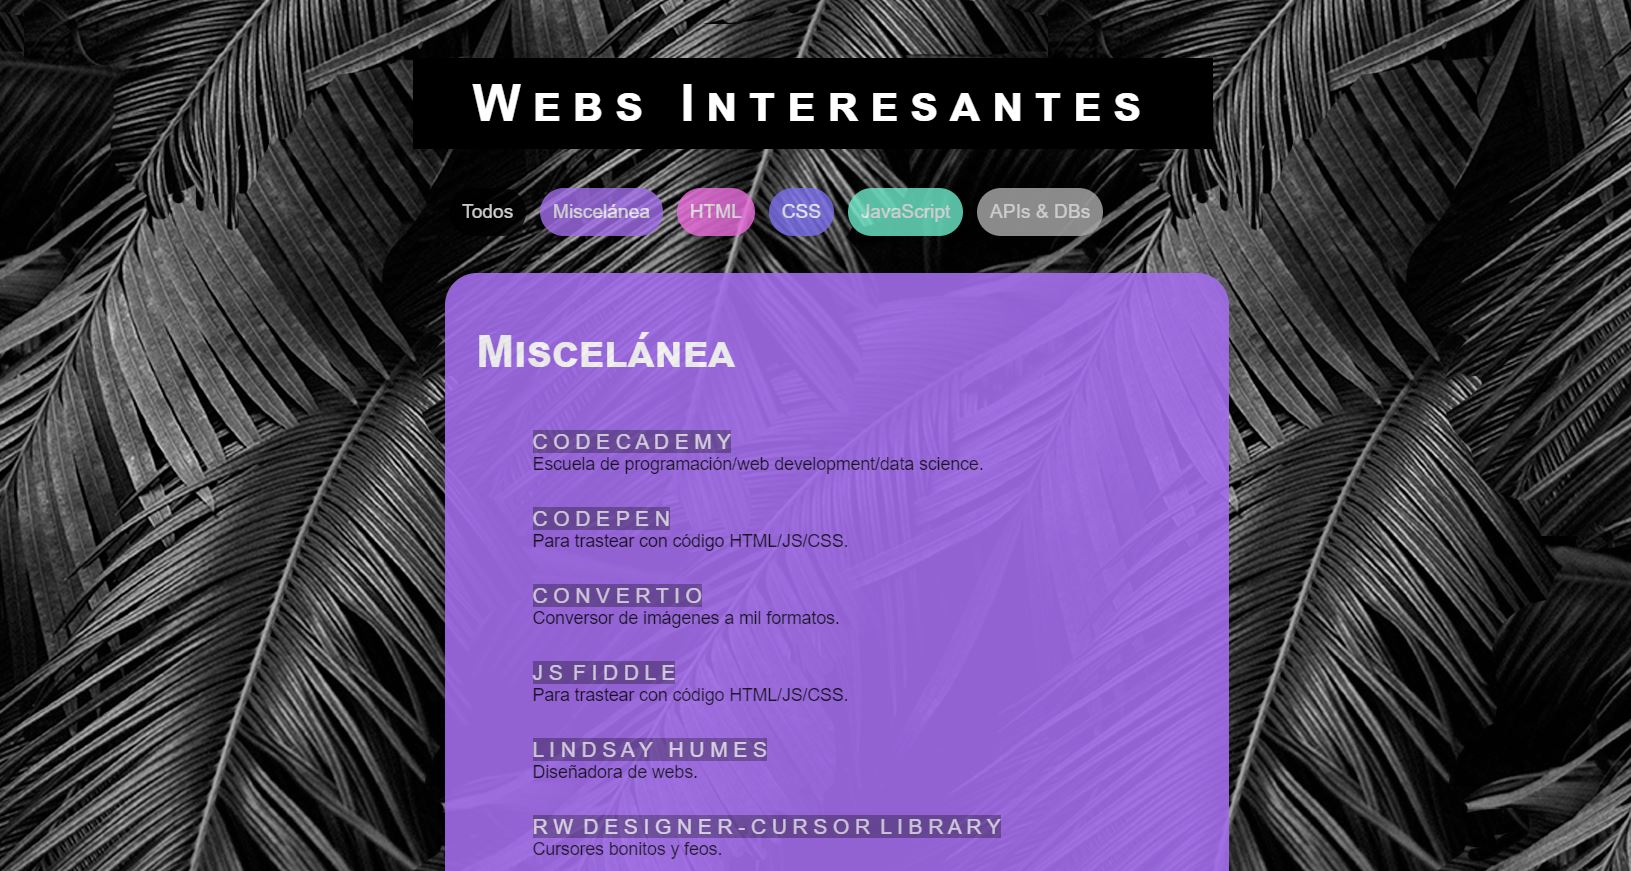 Webs Interesantes
Todos Miscelánea HTML CSS JavaScript APIs & DBs
Miscelánea
CODECADEMY
Escuela de programación/web development/data science.
CODEPEN
Para trastear con código HTML/JS/CSS.
CONVERTIO
Conversor de imágenes a mil formatos.
JS FIDDLE
Para trastear con código HTML/JS/CSS.
LINDSAY HUMES
Diseñadora de webs.
RW DESIGNER-CURSOR LIBRARY
Cursores bonitos y feos.